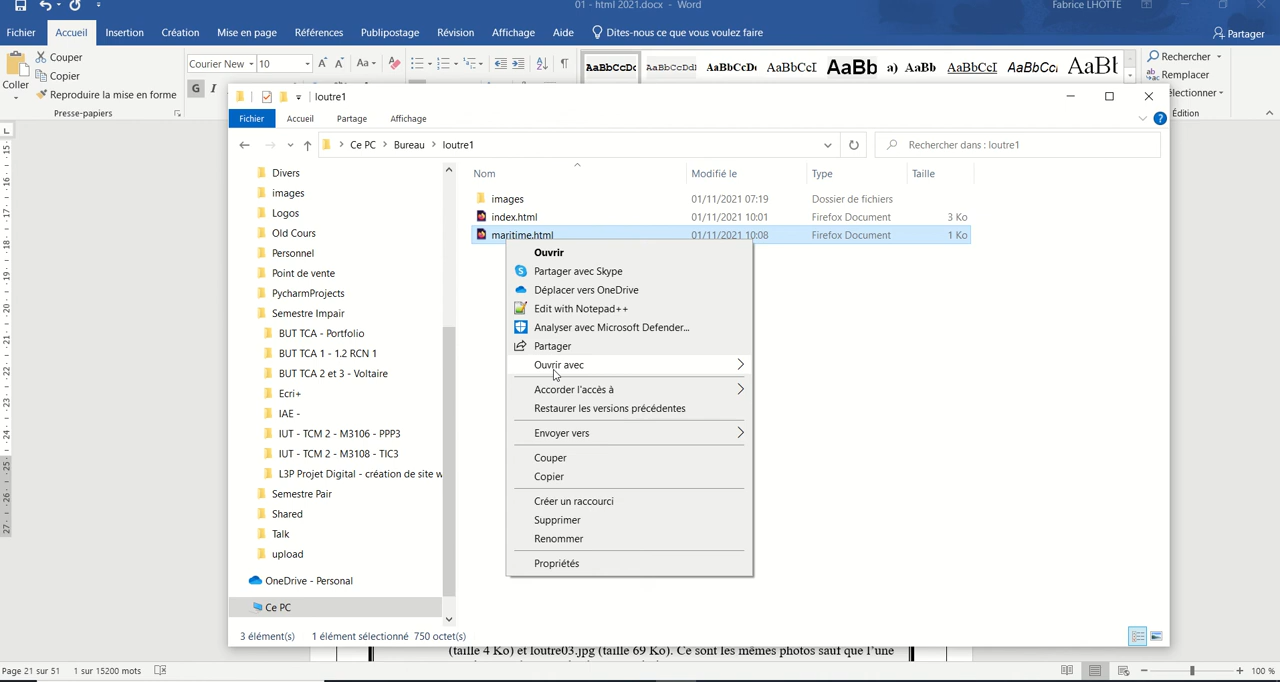 01 - html 2021.docx - Word
Fabrice LHOTTE
Fichier Accueil Insertion Création Mise en page Références Publipostage Révision Affichage Aide Dites-nous ce que vous voulez faire Partager
Coller
Couper
Copier
Reproduire la mise en forme
Presse-papiers
Courier New 10
Aa
G I
AaBbCcDc AaBbCcDdI AaBbCcDc AaBbCcI AaBb a) AaBb AaBbCcI AaBbCc AaBb
Rechercher
Remplacer
électionner
Édition
loutre1
Fichier Accueil Partage Affichage
Ce PC > Bureau > loutre1
Rechercher dans : loutre1
Divers
images
Logos
Old Cours
Personnel
Point de vente
PycharmProjects
Semestre Impair
BUT TCA - Portfolio
BUT TCA 1 - 1.2 RCN 1
BUT TCA 2 et 3 - Voltaire
Ecri+
IAE -
IUT - TCM 2 - M3106 - PPP3
IUT - TCM 2 - M3108 - TIC3
L3P Projet Digital - création de site w
Semestre Pair
Shared
Talk
upload
OneDrive - Personal
Ce PC
Nom Modifié le Type Taille
images 01/11/2021 07:19 Dossier de fichiers
index.html 01/11/2021 10:01 Firefox Document 3 Ko
maritime.html 01/11/2021 10:08 Firefox Document 1 Ko
Ouvrir
Partager avec Skype
Déplacer vers OneDrive
Edit with Notepad++
Analyser avec Microsoft Defender...
Partager
Ouvrir avec
Accorder l'accès à
Restaurer les versions précédentes
Envoyer vers
Couper
Copier
Créer un raccourci
Supprimer
Renommer
Propriétés
3 élément(s) 1 élément sélectionné 750 octet(s)
(taille 4 Ko) et loutre03.jpg (taille 69 Ko). Ce sont les mêmes photos sauf que l'une
Page 21 sur 51 1 sur 15200 mots
100 %